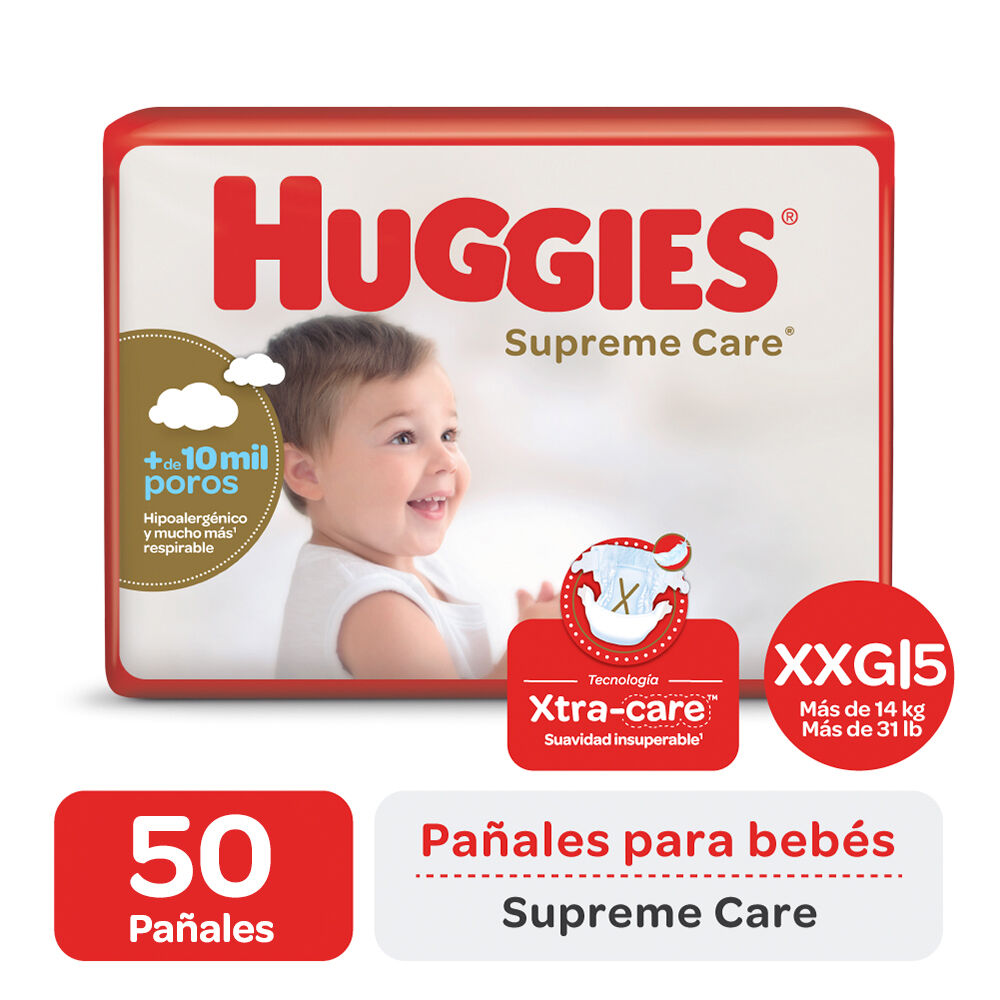 HUGGIES®
Supreme Care®
+de 10 mil
poros
Hipoalergénico
y mucho más¹
respirable
Tecnología
Xtra-care™
Suavidad insuperable¹
XXG|5
Más de 14 kg
Más de 31 lb
50
Pañales
Pañales para bebés
Supreme Care